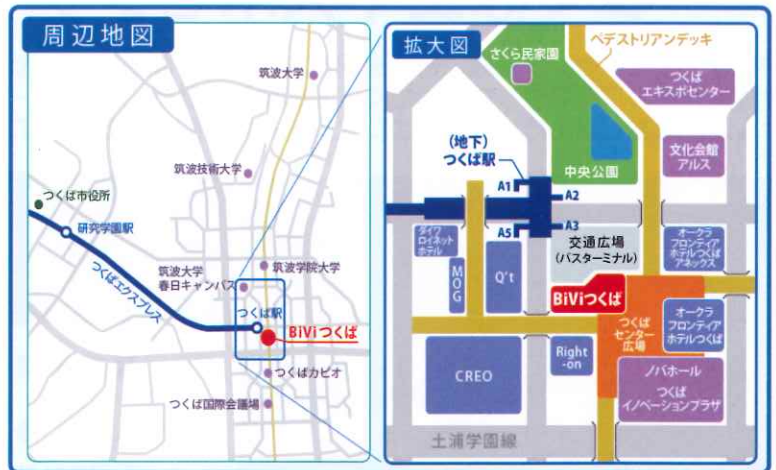 周辺地図
筑波大学
筑波技術大学
つくば市役所
研究学園駅
つくばエクスプレス
筑波学院大学
筑波大学
春日キャンパス
つくば駅
BiViつくば
つくばカピオ
つくば国際会議場
拡大図
ペデストリアンデッキ
さくら民家園
つくば
エキスポセンター
(地下)
つくば駅
中央公園
文化会館
アルス
A1
A2
A3
A5
交通広場
(バスターミナル)
ダイワ
ロイネット
ホテル
MOG
Q't
オークラ
フロンティア
ホテルつくば
アネックス
BiViつくば
つくば
センター
広場
オークラ
フロンティア
ホテルつくば
CREO
Right
-on
ノバホール
つくば
イノベーションプラザ
土浦学園線